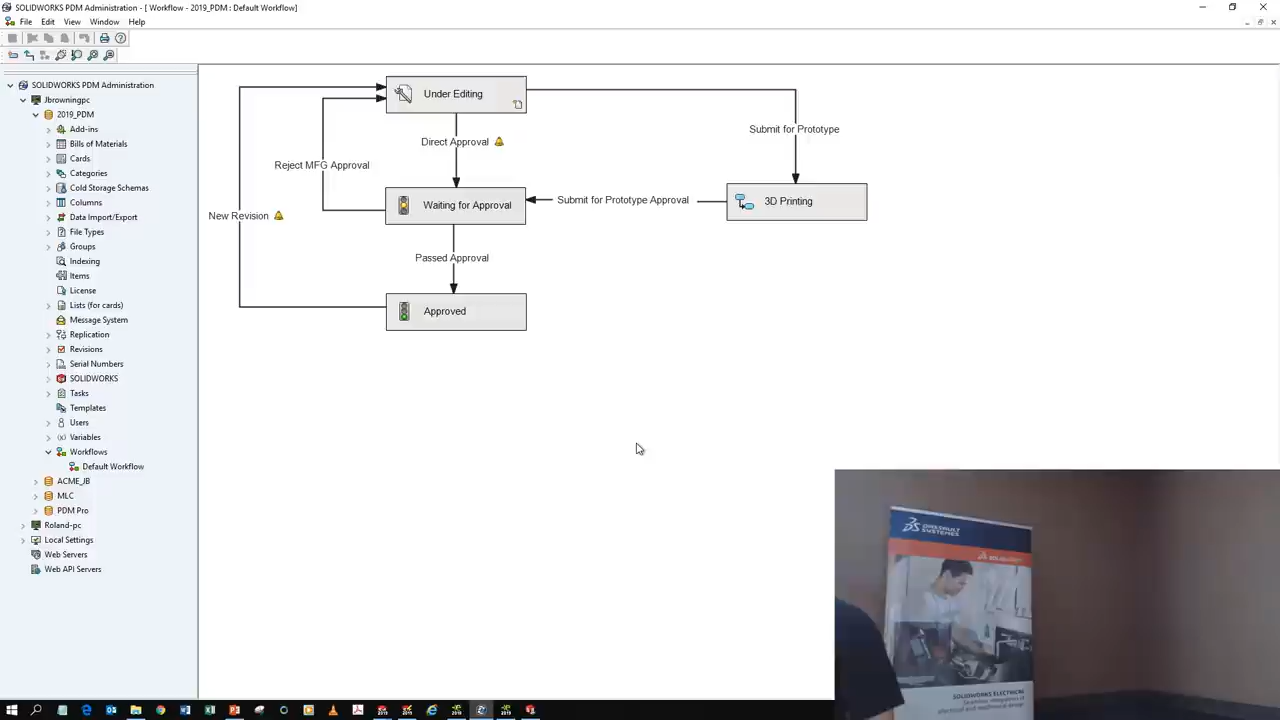 SOLIDWORKS PDM Administration - [ Workflow - 2019_PDM : Default Workflow]
File Edit View Window Help
SOLIDWORKS PDM Administration
Jbrowningpc
2019_PDM
Add-ins
Bills of Materials
Cards
Categories
Cold Storage Schemas
Columns
Data Import/Export
File Types
Groups
Indexing
Items
License
Lists (for cards)
Message System
Replication
Revisions
Serial Numbers
SOLIDWORKS
Tasks
Templates
Users
Variables
Workflows
Default Workflow
ACME_JB
MLC
PDM Pro
Roland-pc
Local Settings
Web Servers
Web API Servers
Under Editing
Direct Approval
Submit for Prototype
Reject MFG Approval
Waiting for Approval
Submit for Prototype Approval
3D Printing
New Revision
Passed Approval
Approved
DASSAULT
SYSTEMES
SOLIDWORKS ELECTRICAL